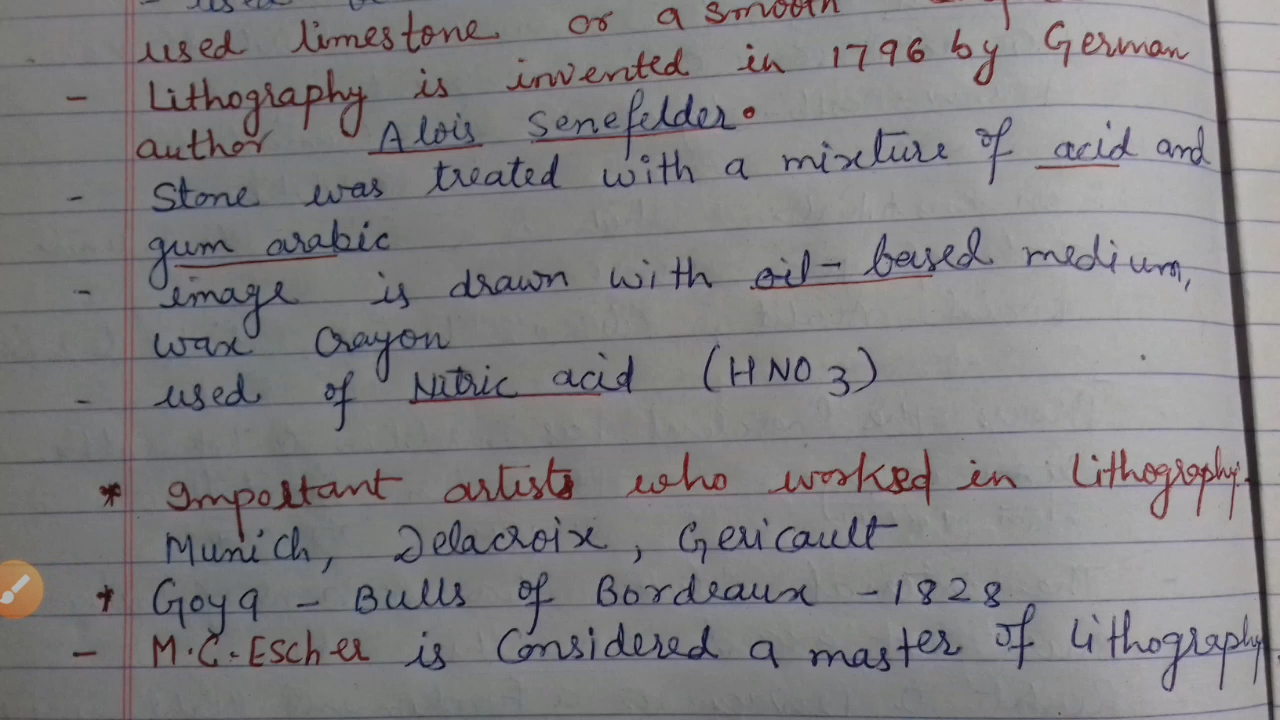 used limestone or a smooth
- Lithography is invented in 1796 by German
author Alois Senefelder.
- Stone was treated with a mixture of acid and
gum arabic
- image is drawn with oil-based medium,
wax crayon
- used of Nitric acid (HNO3)
* Important artists who worked in Lithography.
Munich, Delacroix, Gericault
* Goya - Bulls of Bordeaux - 1828
- M.C. Escher is Considered a master of Lithography.